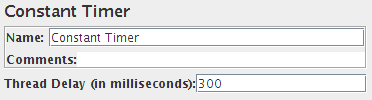 Constant Timer
Name: Constant Timer
Comments:
Thread Delay (in milliseconds): 300